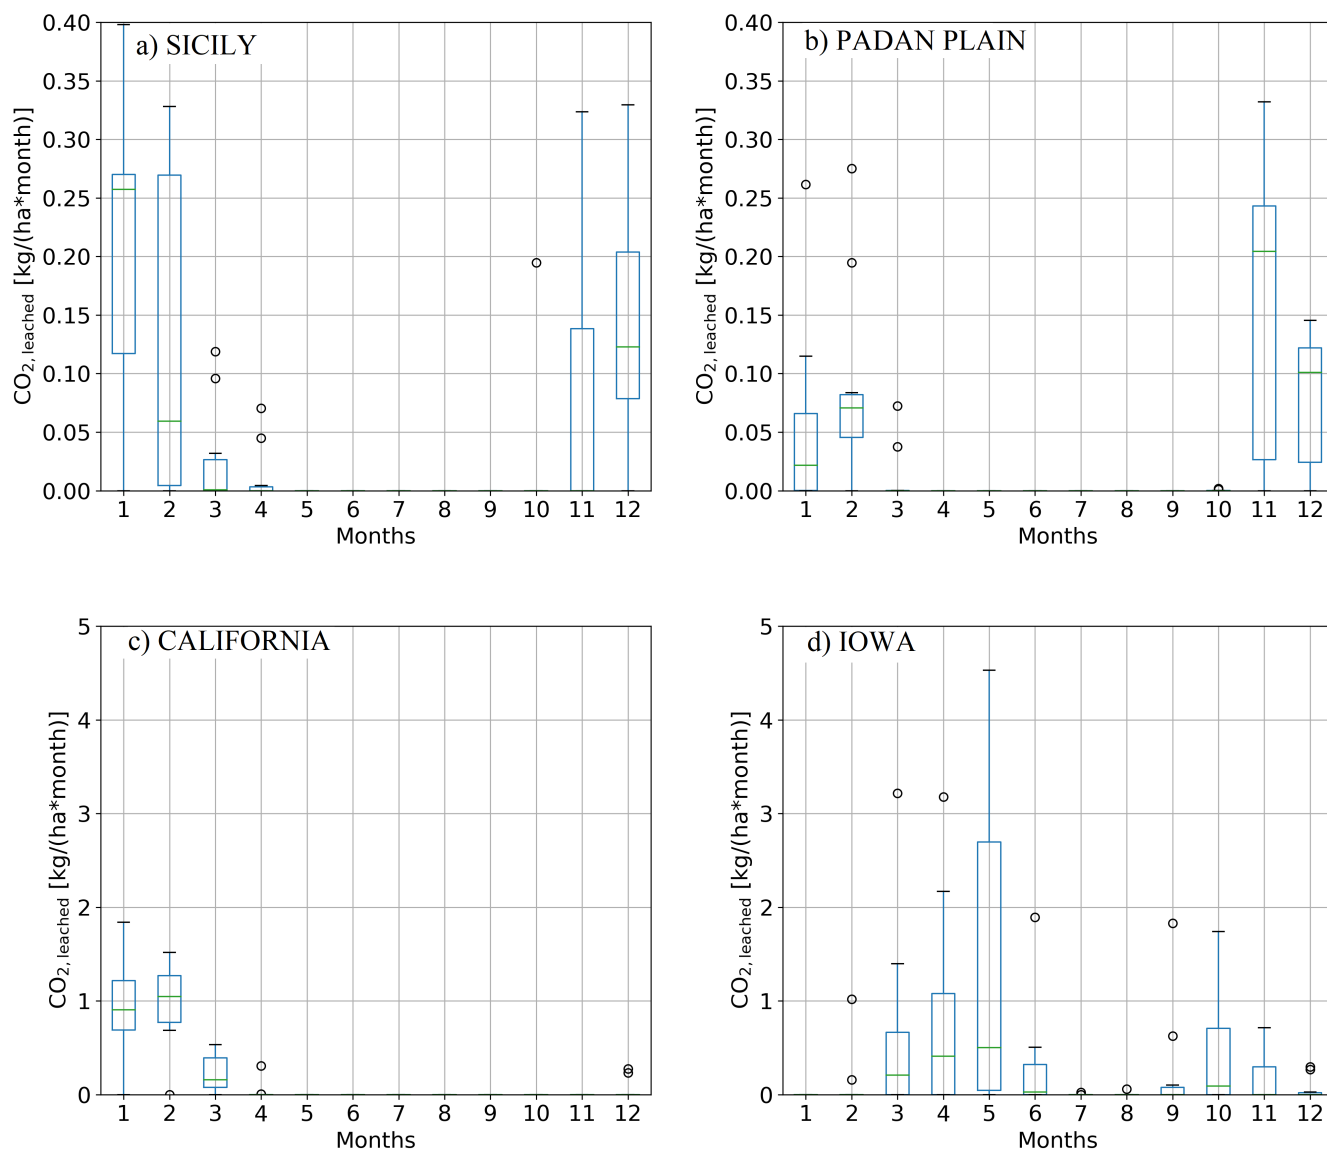 a) SICILY
0.40
0.35
0.30
0.25
0.20
0.15
0.10
0.05
0.00
CO2, leached [kg/(ha*month)]
1 2 3 4 5 6 7 8 9 10 11 12
Months
b) PADAN PLAIN
0.40
0.35
0.30
0.25
0.20
0.15
0.10
0.05
0.00
CO2, leached [kg/(ha*month)]
1 2 3 4 5 6 7 8 9 10 11 12
Months
c) CALIFORNIA
5
4
3
2
1
0
CO2, leached [kg/(ha*month)]
1 2 3 4 5 6 7 8 9 10 11 12
Months
d) IOWA
5
4
3
2
1
0
CO2, leached [kg/(ha*month)]
1 2 3 4 5 6 7 8 9 10 11 12
Months